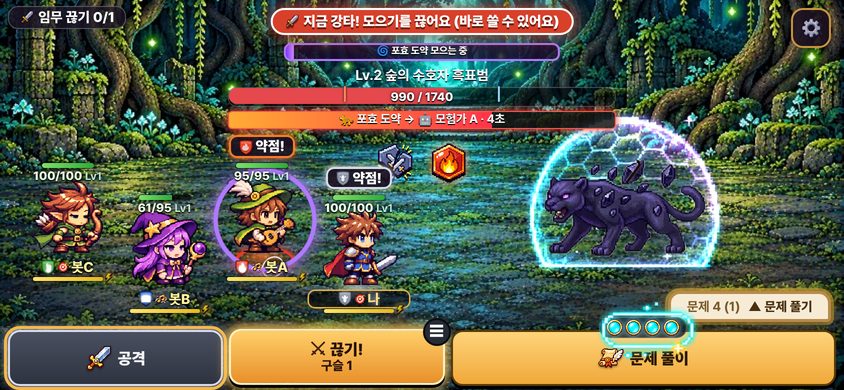 임무 끊기 0/1
지금 강타! 모으기를 끊어요 (바로 쓸 수 있어요)
포효 도약 모으는 중
Lv.2 숲의 수호자 흑표범
990 / 1740
포효 도약 → 모험가 A · 4초
약점!
약점!
100/100 Lv1
61/95 Lv1
95/95 Lv1
100/100 Lv1
봇C
봇B
봇A
나
문제 4 (1) ▲ 문제 풀기
공격
끊기!
구슬 1
문제 풀이